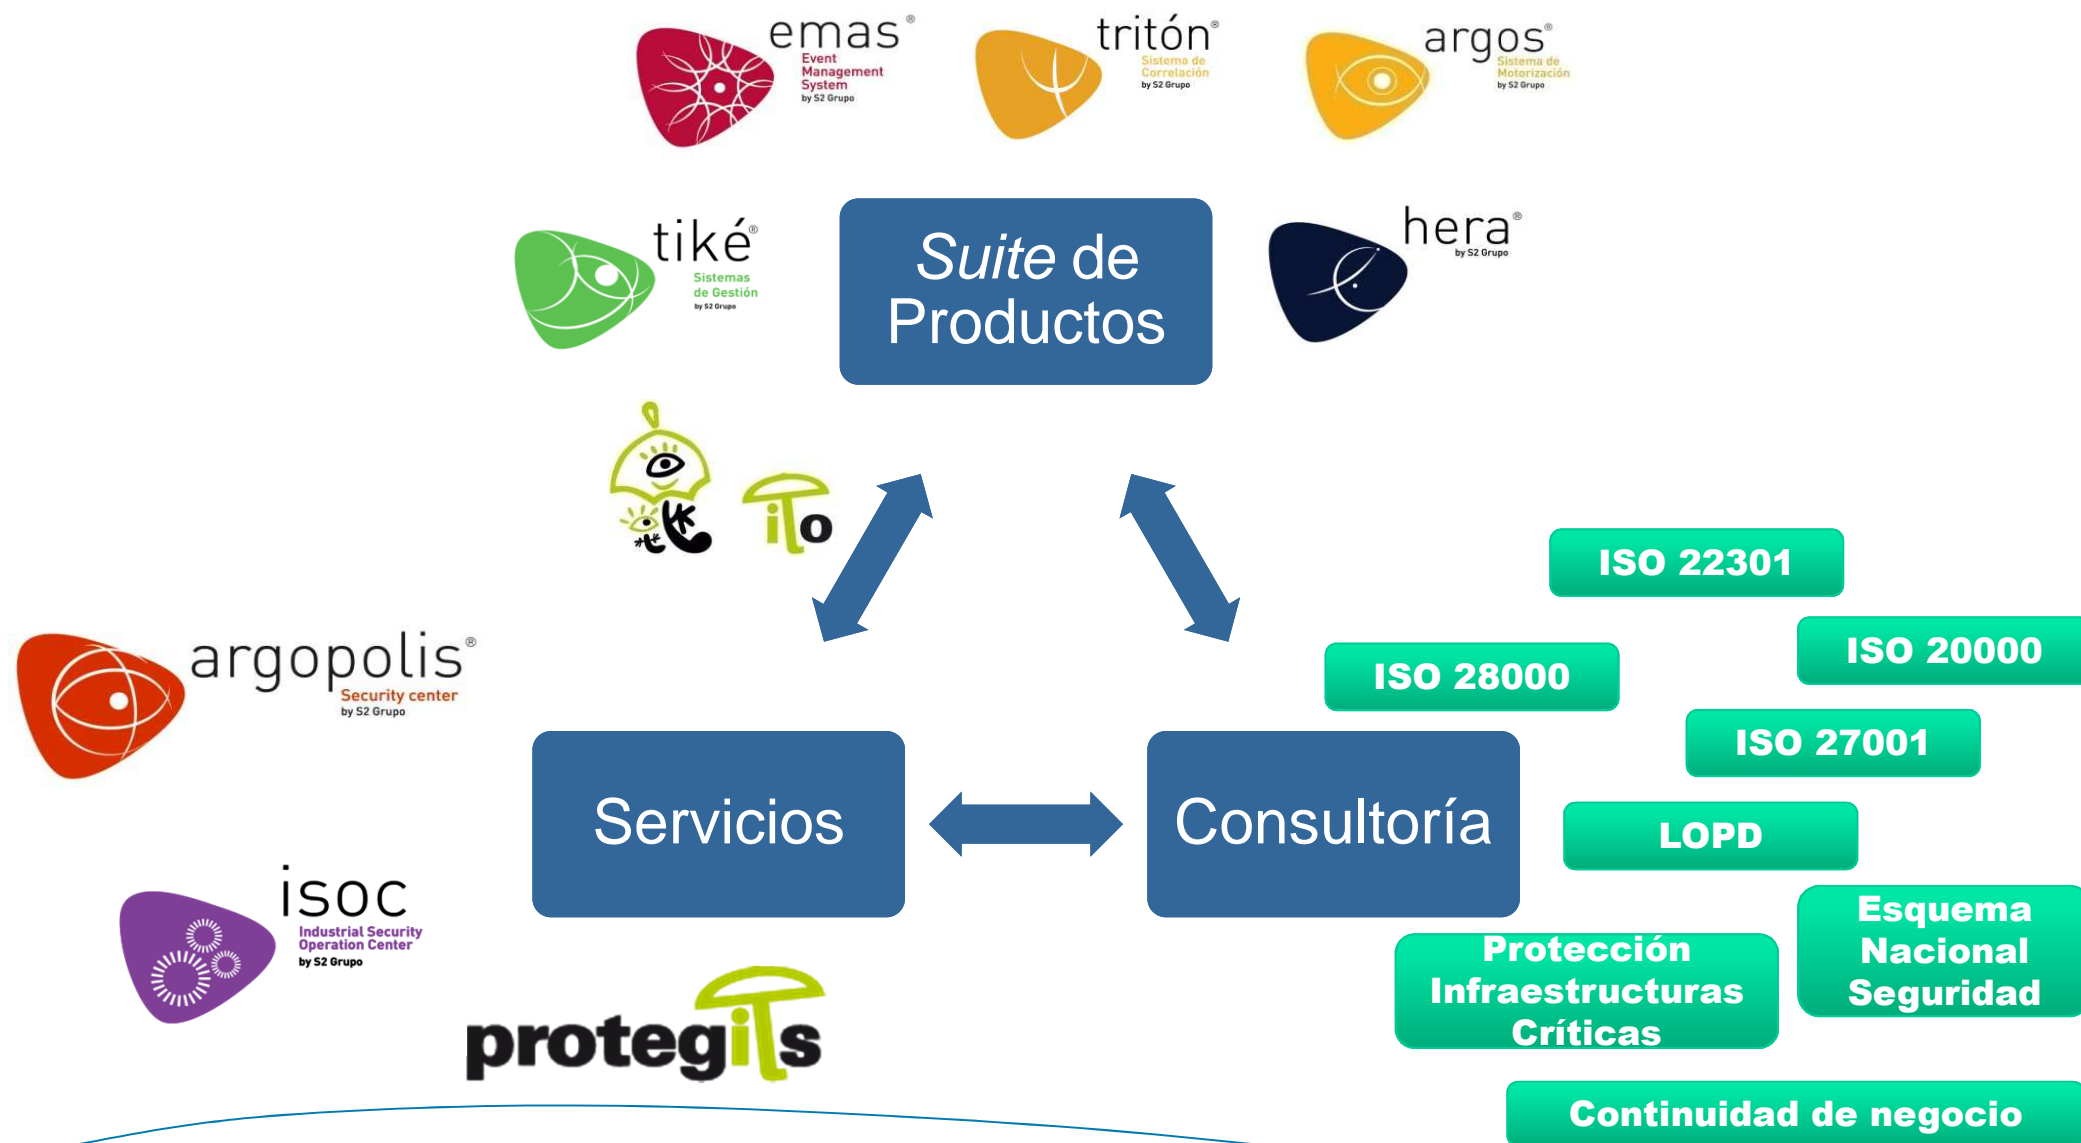 emas®
Event
Management
System
by S2 Grupo
tritón®
Sistema de
Correlación
by S2 Grupo
argos®
Sistema de
Motorización
by S2 Grupo
tiké®
Sistemas
de Gestión
by S2 Grupo
Suite de
Productos
hera®
by S2 Grupo
iTo
ISO 22301
ISO 20000
ISO 28000
argopolis®
Security center
by S2 Grupo
ISO 27001
Servicios
Consultoría
LOPD
isoc
Industrial Security
Operation Center
by S2 Grupo
Esquema
Nacional
Seguridad
Protección
Infraestructuras
Críticas
protegiTs
Continuidad de negocio